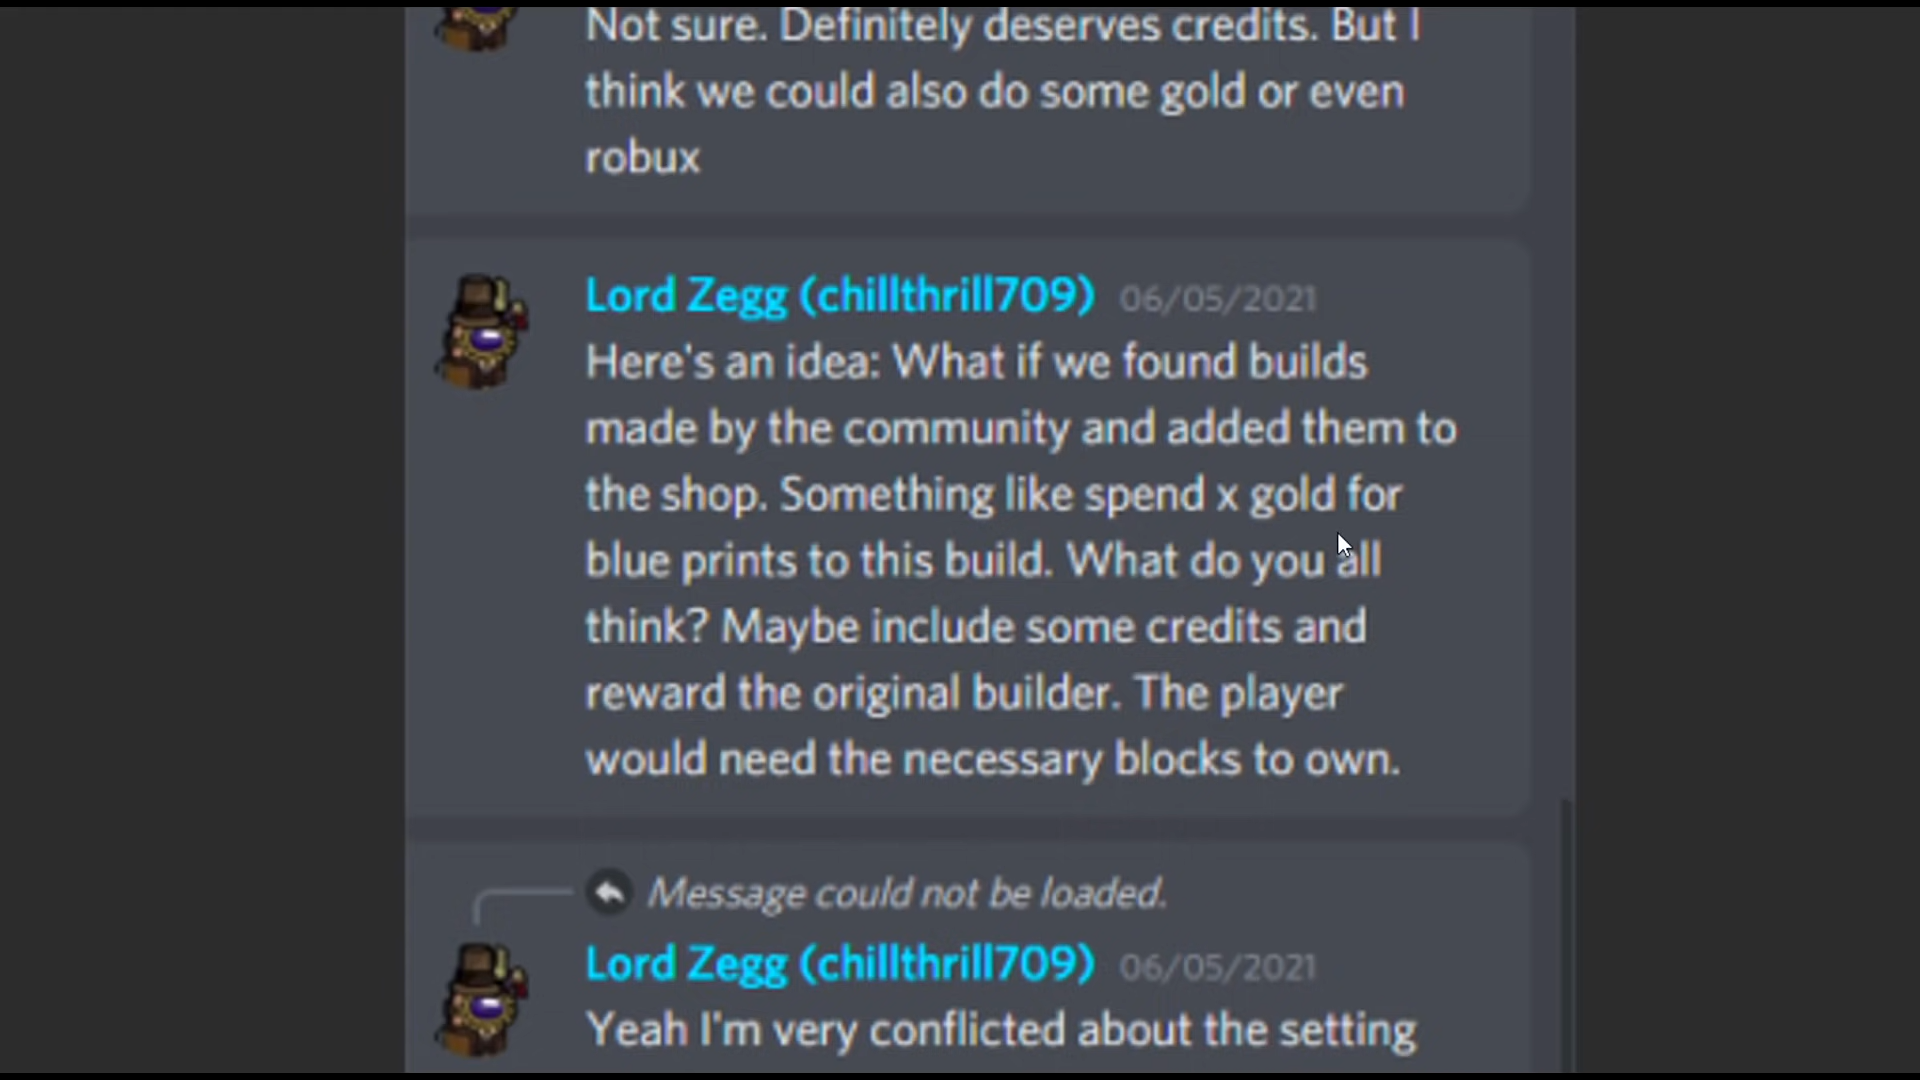 Not sure. Definitely deserves credits. But I
think we could also do some gold or even
robux
Lord Zegg (chillthrill709) 06/05/2021
Here's an idea: What if we found builds
made by the community and added them to
the shop. Something like spend x gold for
blue prints to this build. What do you all
think? Maybe include some credits and
reward the original builder. The player
would need the necessary blocks to own.
Message could not be loaded.
Lord Zegg (chillthrill709) 06/05/2021
Yeah I'm very conflicted about the setting